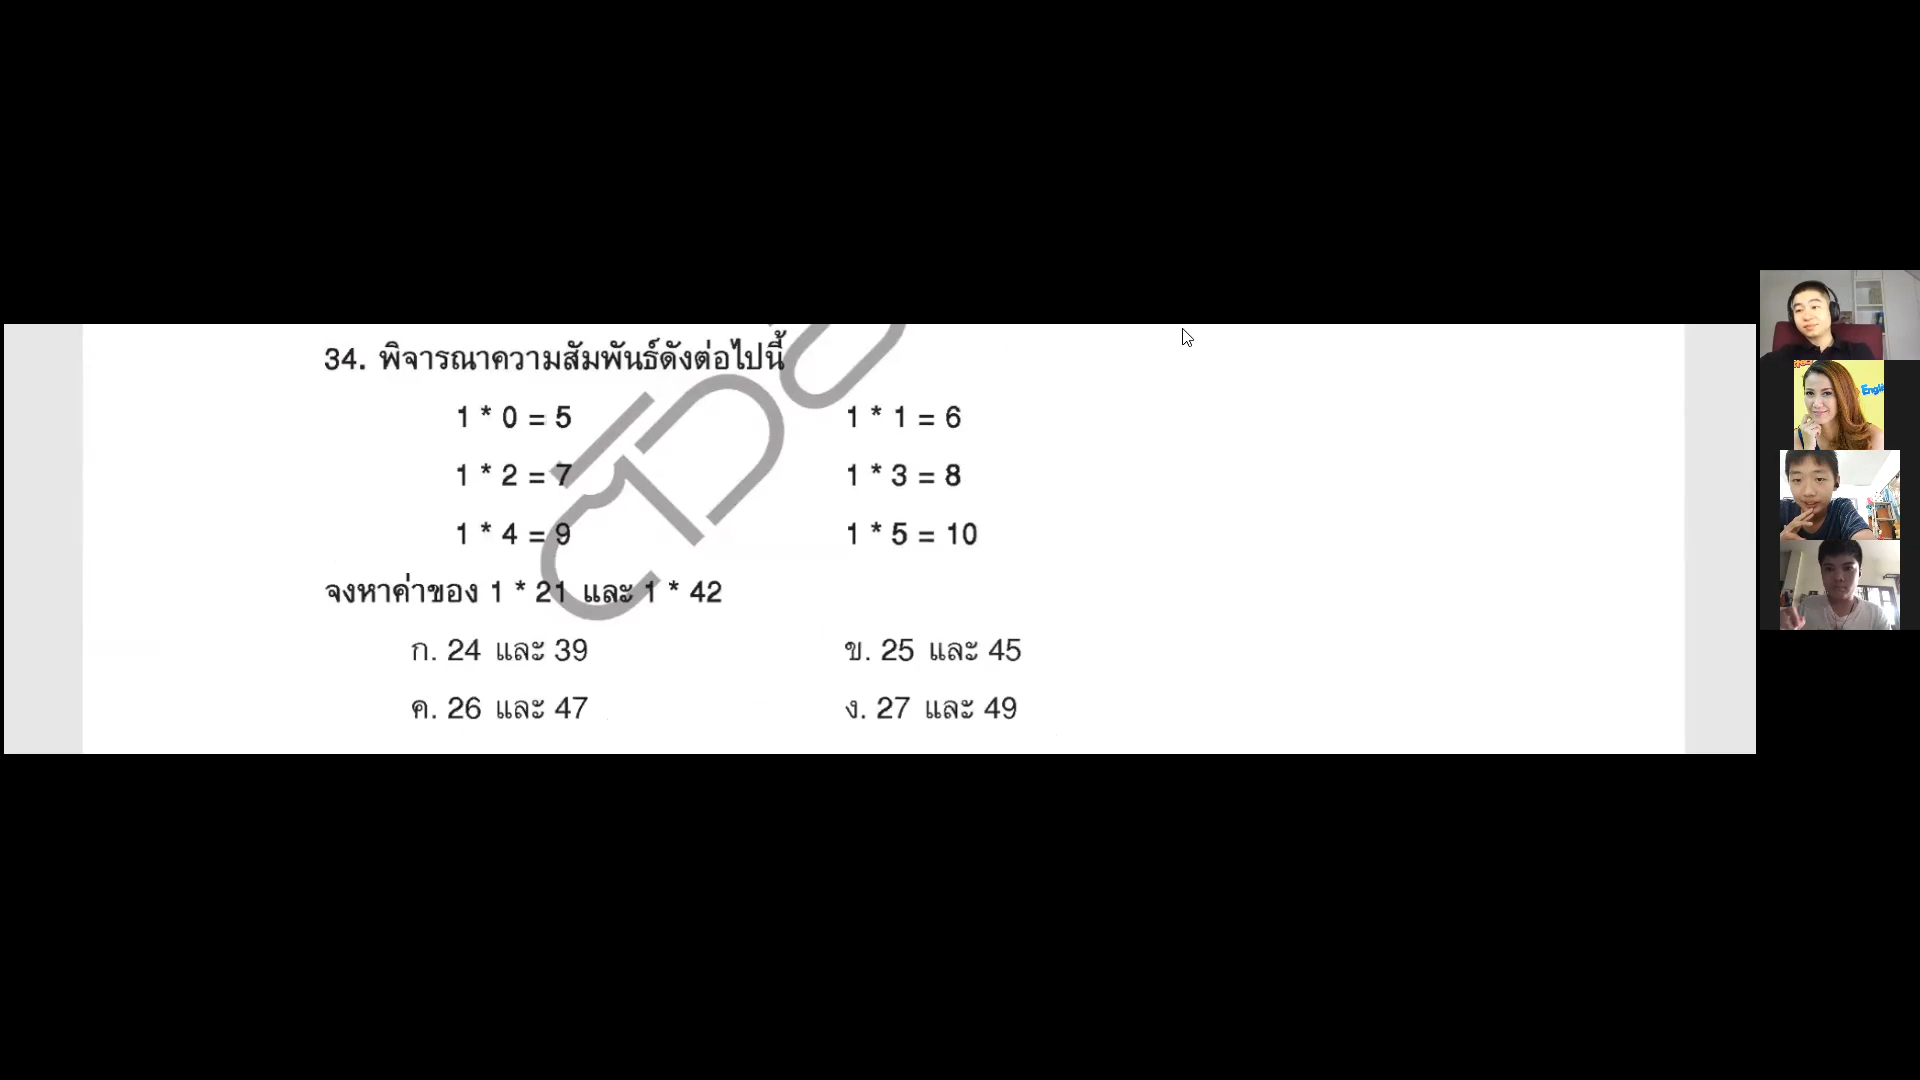 34. พิจารณาความสัมพันธ์ดังต่อไปนี้
1 * 0 = 5 1 * 1 = 6
1 * 2 = 7 1 * 3 = 8
1 * 4 = 9 1 * 5 = 10
จงหาค่าของ 1 * 21 และ 1 * 42
ก. 24 และ 39 ข. 25 และ 45
ค. 26 และ 47 ง. 27 และ 49